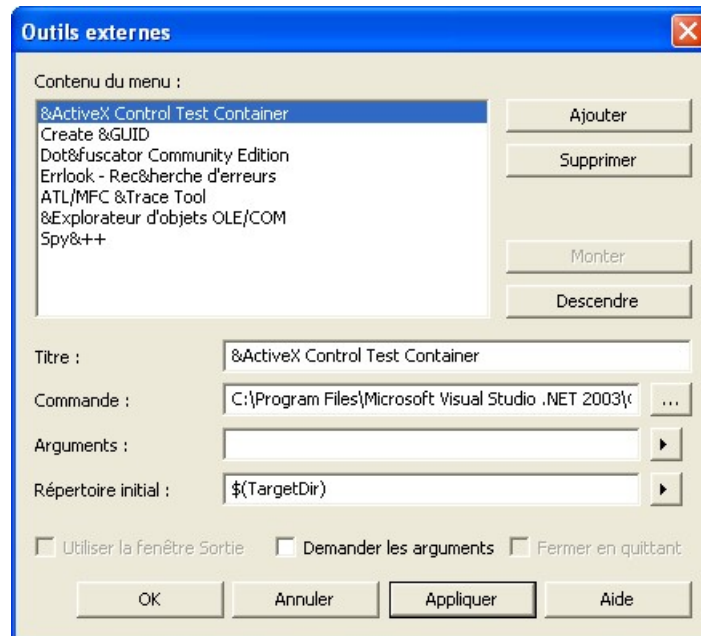 Outils externes
Contenu du menu :
&ActiveX Control Test Container
Create &GUID
Dot&fuscator Community Edition
Errlook - Rec&herche d'erreurs
ATL/MFC &Trace Tool
&Explorateur d'objets OLE/COM
Spy&++
Ajouter
Supprimer
Monter
Descendre
Titre : &ActiveX Control Test Container
Commande : C:\Program Files\Microsoft Visual Studio .NET 2003\ ...
Arguments :
Répertoire initial : $(TargetDir)
Utiliser la fenêtre Sortie Demander les arguments Fermer en quittant
OK Annuler Appliquer Aide